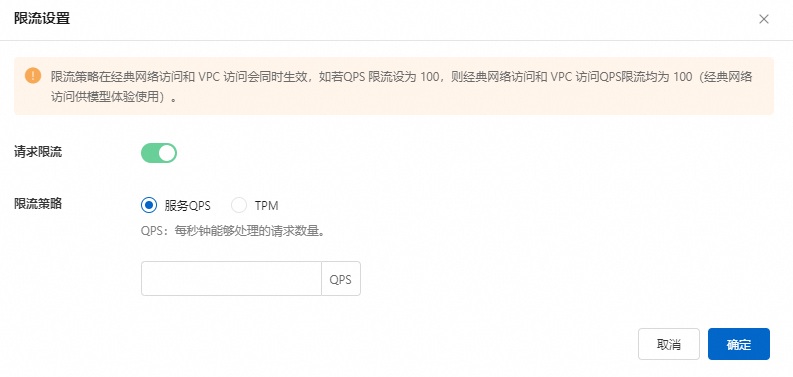 限流设置
限流策略在经典网络访问和 VPC 访问会同时生效，如若QPS 限流设为 100，则经典网络访问和 VPC 访问QPS限流均为 100（经典网络
访问供模型体验使用）。
请求限流
限流策略
服务QPS
TPM
QPS：每秒钟能够处理的请求数量。
QPS
取消
确定